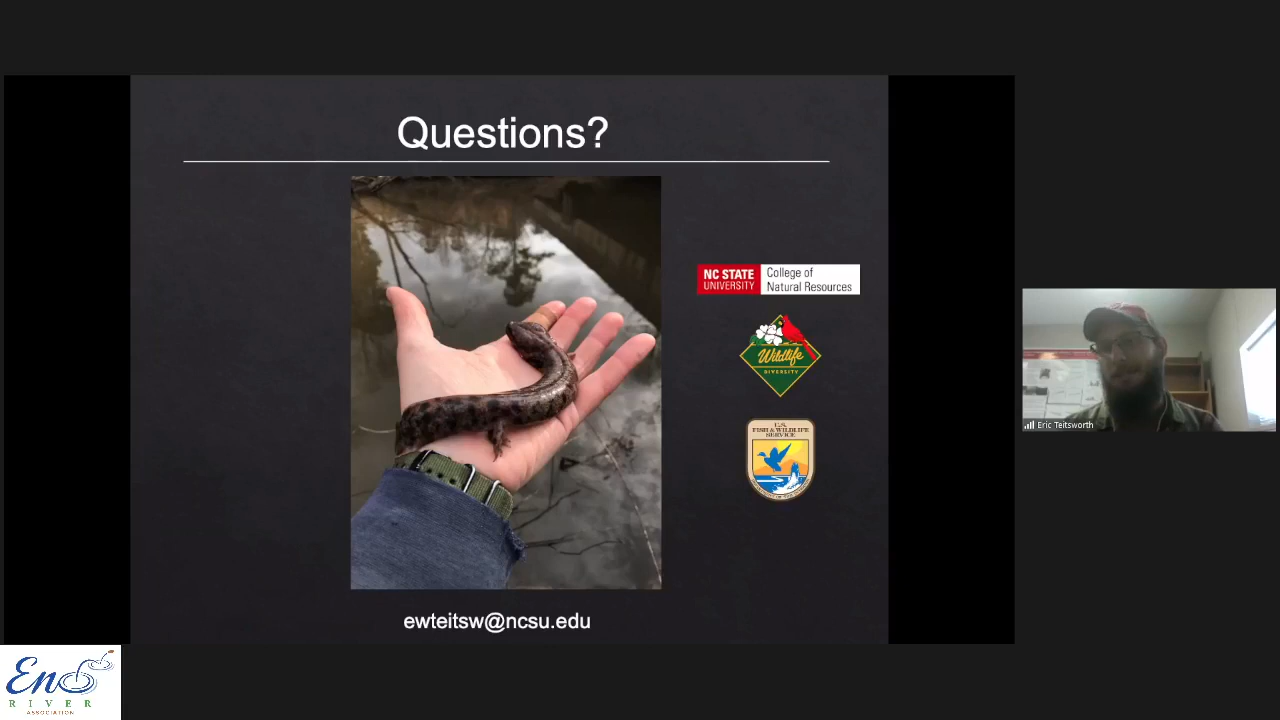 Questions?
NC STATE
UNIVERSITY
College of
Natural Resources
Wildlife
DIVERSITY
U.S.
FISH & WILDLIFE
SERVICE
Eric Teitsworth
ewteitsw@ncsu.edu
Eno
RIVER
ASSOCIATION